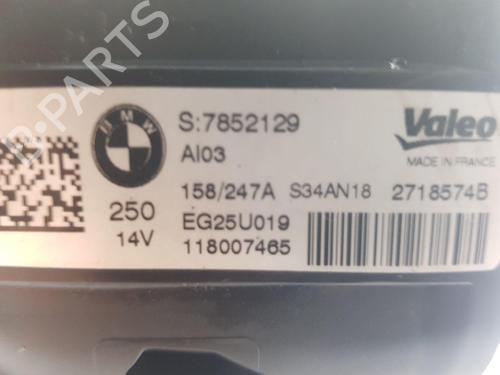 B-PARTS
BMW
S:7852129
Valeo
AI03
MADE IN FRANCE
158/247A S34AN18 2718574B
250 EG25U019
14V 118007465